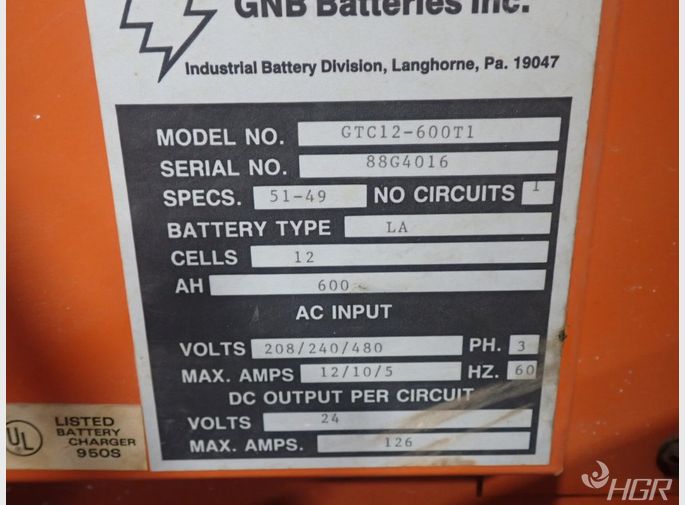 GNB Batteries Inc.
Industrial Battery Division, Langhorne, Pa. 19047
MODEL NO. GTC12-600T1
SERIAL NO. 88G4016
SPECS. 51-49 NO CIRCUITS 1
BATTERY TYPE LA
CELLS 12
AH 600
AC INPUT
VOLTS 208/240/480 PH. 3
MAX. AMPS 12/10/5 HZ. 60
DC OUTPUT PER CIRCUIT
VOLTS 24
MAX. AMPS. 126
UL LISTED
BATTERY
CHARGER
950S
HGR